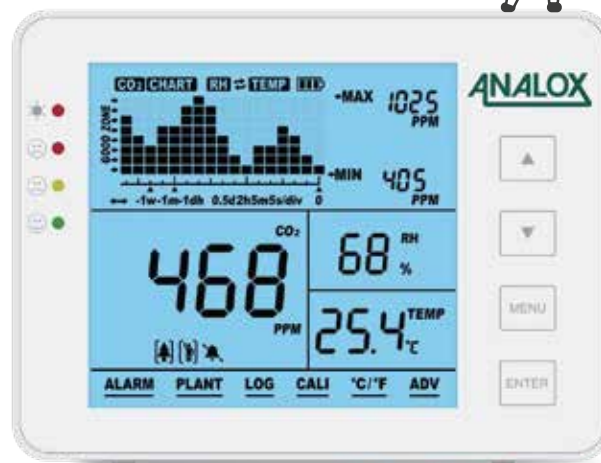 ANALOX
CO2 CHART RH ⇄ TEMP
MAX 1025 PPM
GOOD ZONE
MIN 405 PPM
-1w-1m-1dh 0.5d2h5m5s/div 0
CO2
468 PPM
68 RH %
25.4 TEMP °C
ALARM PLANT LOG CALI °C/°F ADV
MENU
ENTER